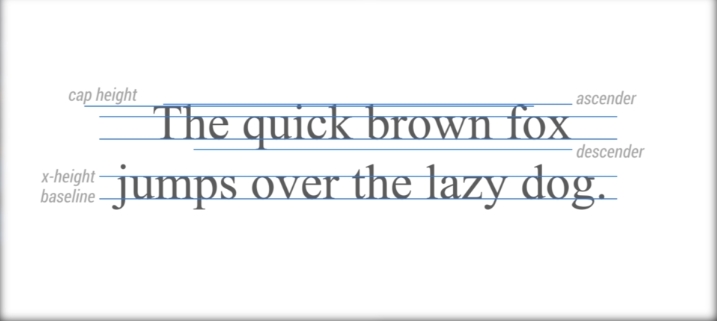 cap height
ascender
The quick brown fox
descender
x-height
jumps over the lazy dog.
baseline